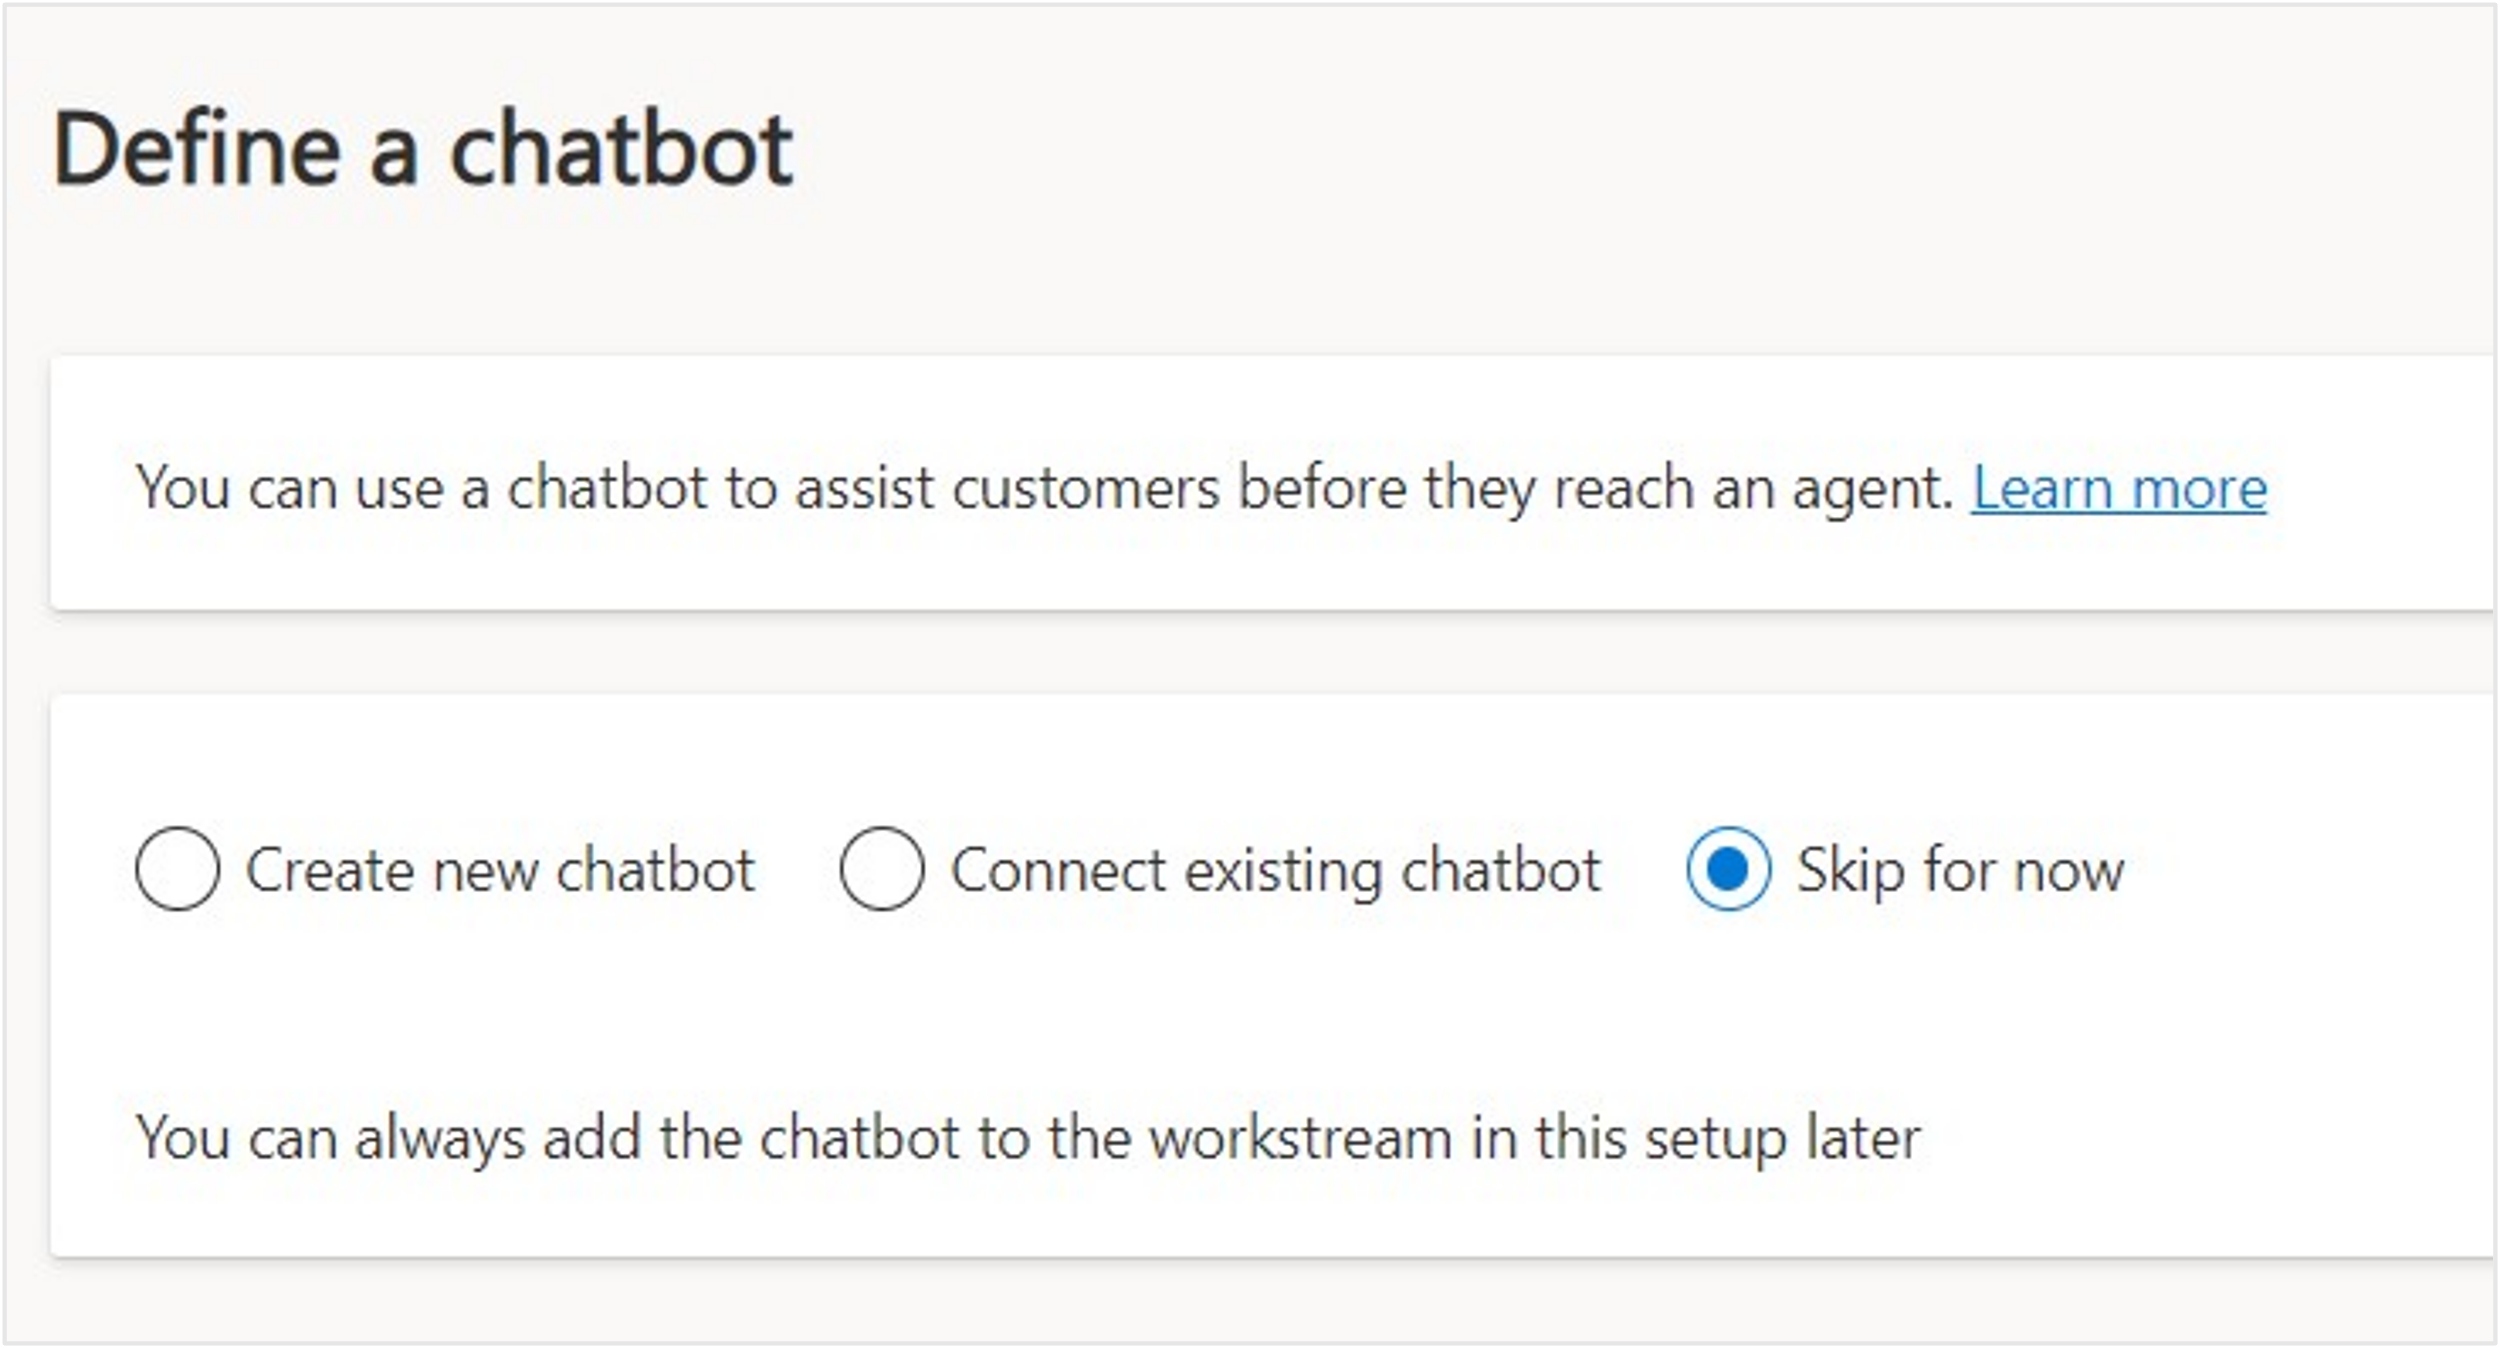 Define a chatbot
You can use a chatbot to assist customers before they reach an agent. Learn more
Create new chatbot Connect existing chatbot Skip for now
You can always add the chatbot to the workstream in this setup later